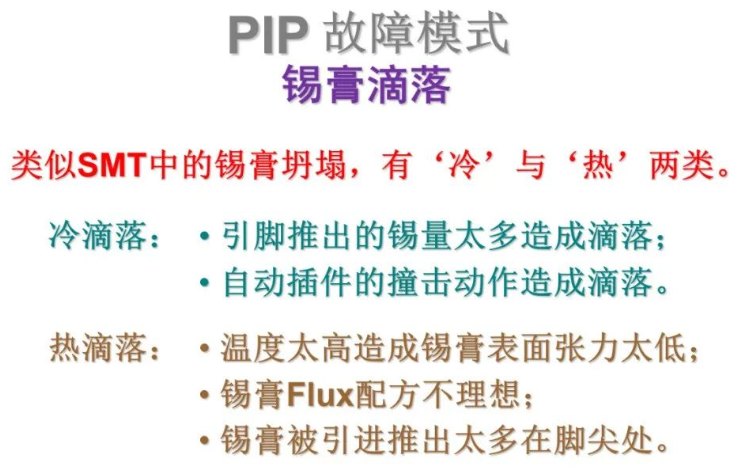 PIP 故障模式
锡膏滴落
类似SMT中的锡膏坍塌，有‘冷’与‘热’两类。
冷滴落： • 引脚推出的锡量太多造成滴落；
• 自动插件的撞击动作造成滴落。
热滴落： • 温度太高造成锡膏表面张力太低；
• 锡膏Flux配方不理想；
• 锡膏被引进推出太多在脚尖处。